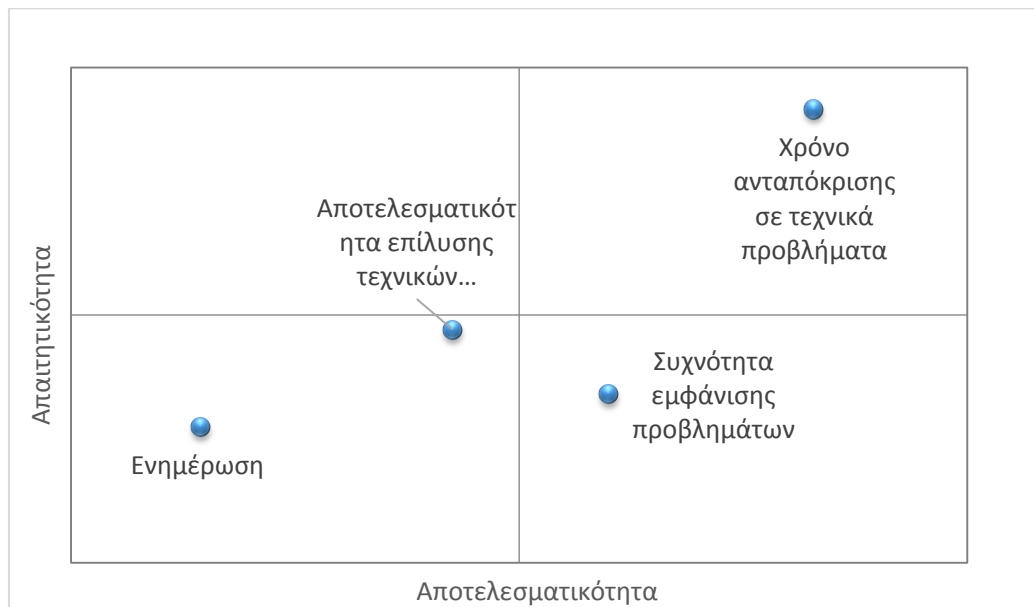 Χρόνο
ανταπόκρισης
σε τεχνικά
προβλήματα
Αποτελεσματικότ
ητα επίλυσης
τεχνικών...
Συχνότητα
εμφάνισης
προβλημάτων
Ενημέρωση
Απαιτητικότητα
Αποτελεσματικότητα